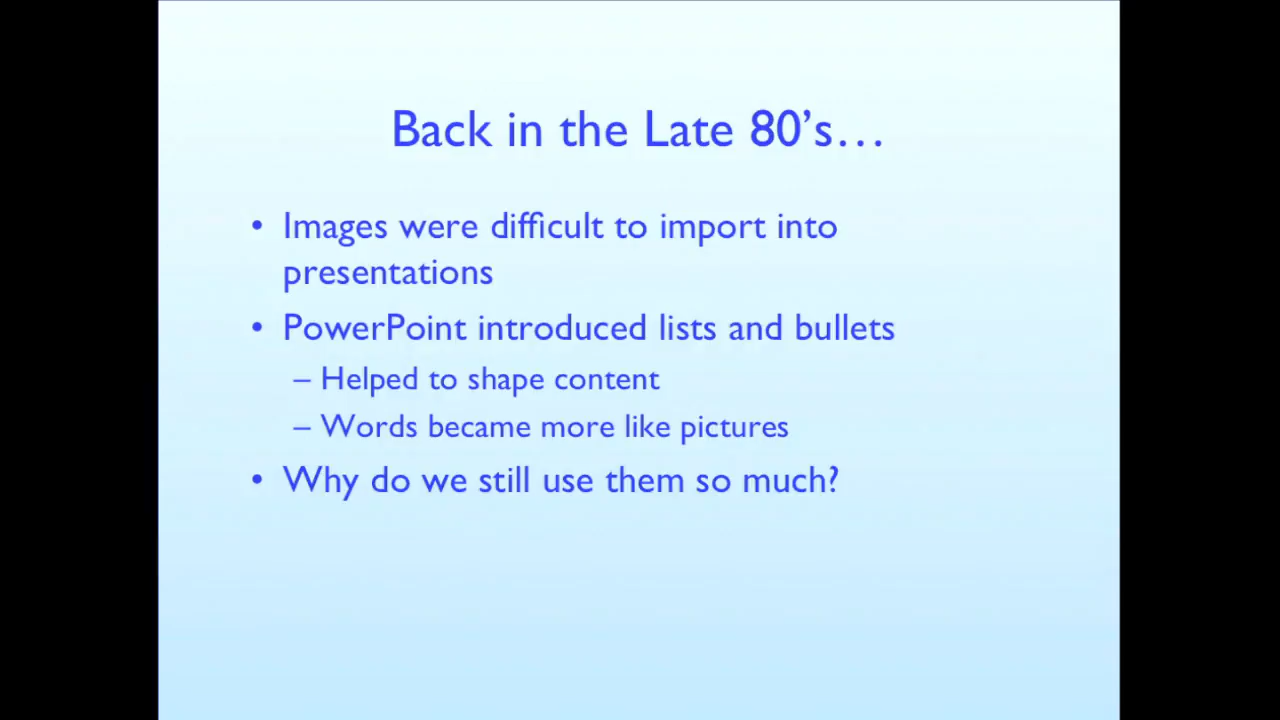 Back in the Late 80’s…
• Images were difficult to import into
presentations
• PowerPoint introduced lists and bullets
– Helped to shape content
– Words became more like pictures
• Why do we still use them so much?